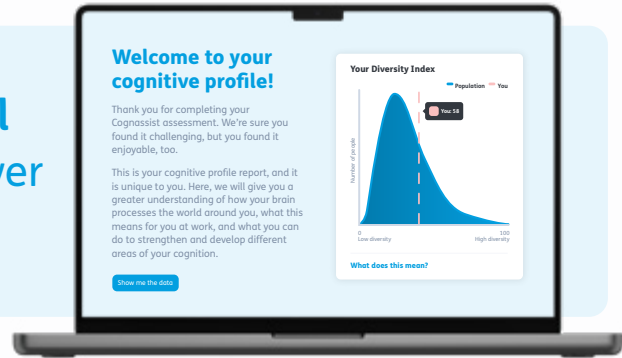 Welcome to your
cognitive profile!
Thank you for completing your
Cognassist assessment. We're sure you
found it challenging, but you found it
enjoyable, too.
This is your cognitive profile report, and it
is unique to you. Here, we will give you a
greater understanding of how your brain
processes the world around you, what this
means for you at work, and what you can
do to strengthen and develop different
areas of your cognition.
Show me the data
Your Diversity Index
Population You
You: 58
Number of people
0 100
Low diversity High diversity
What does this mean?